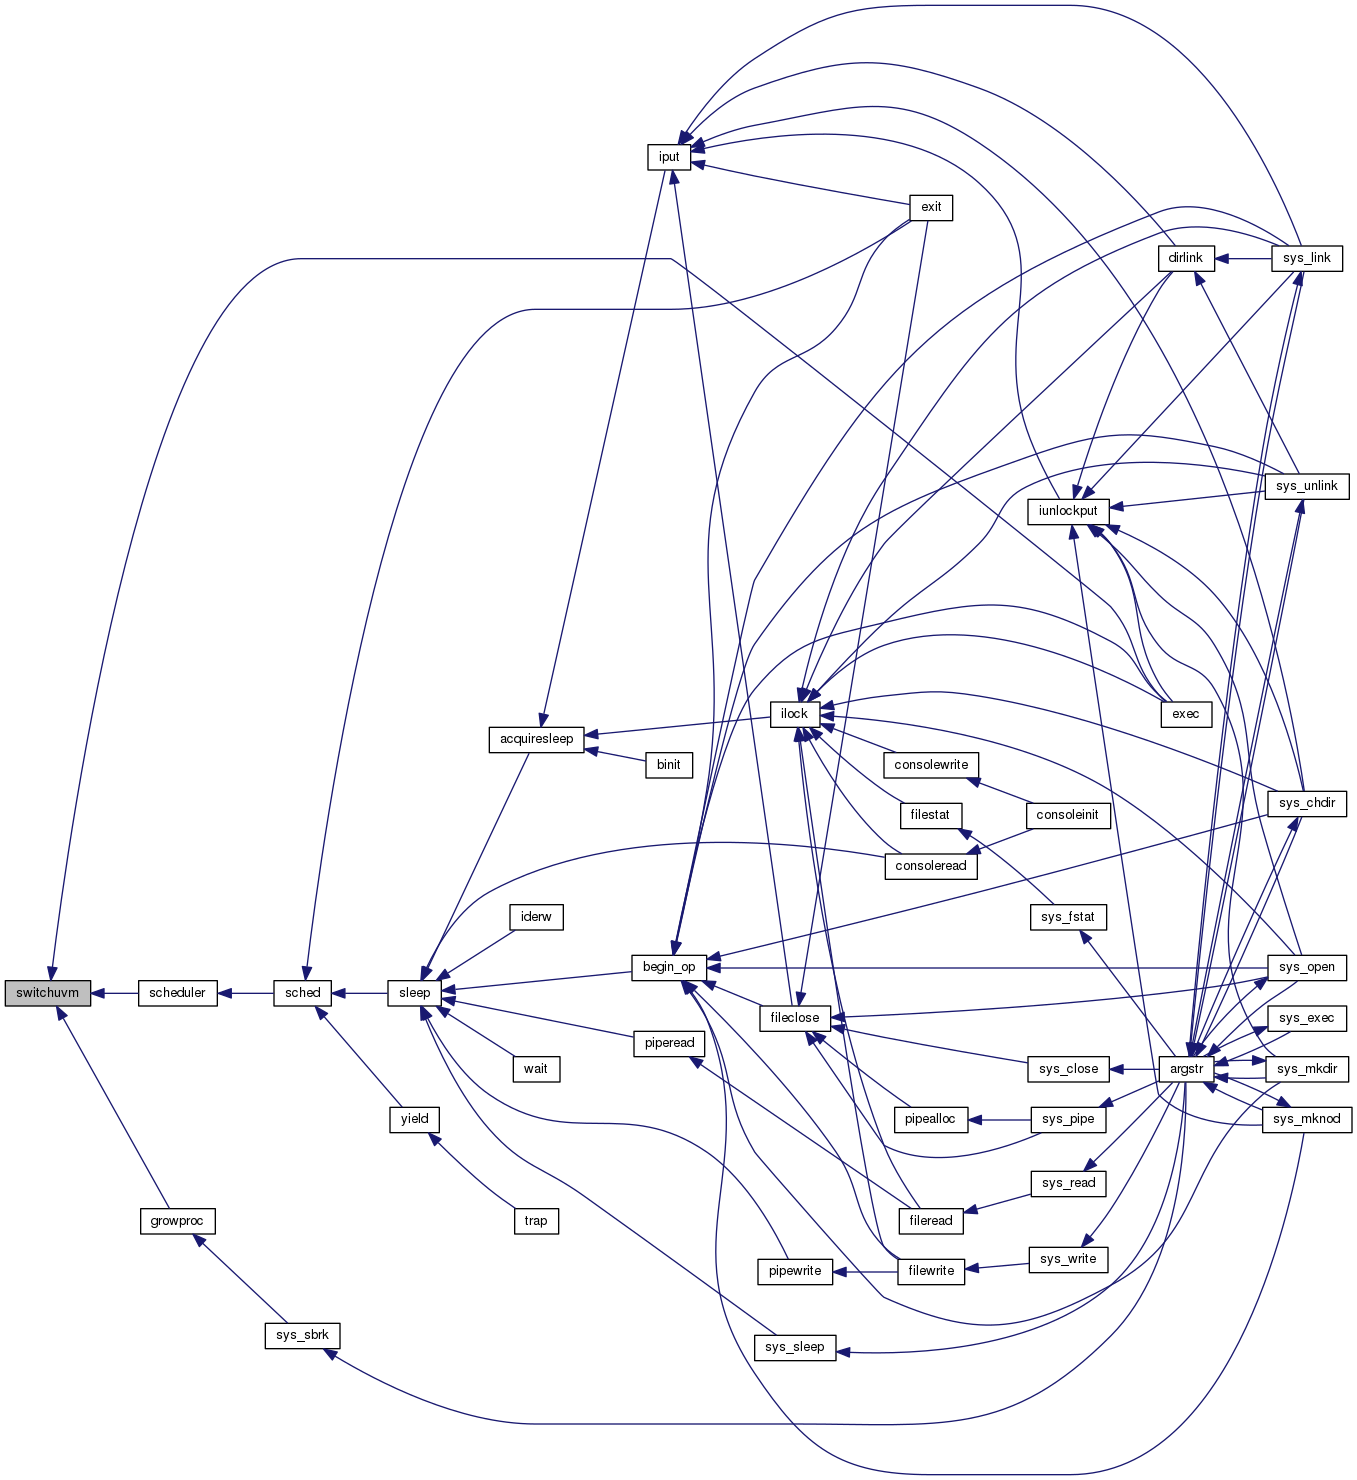 iput
exit
dirlink
sys_link
sys_unlink
iunlockput
ilock
exec
acquiresleep
binit
consolewrite
filestat
consoleinit
sys_chdir
consoleread
iderw
sys_fstat
switchuvm
scheduler
sched
sleep
begin_op
sys_open
fileclose
sys_exec
piperead
wait
sys_close
argstr
sys_mkdir
yield
pipealloc
sys_pipe
sys_mknod
sys_read
growproc
trap
fileread
pipewrite
filewrite
sys_write
sys_sbrk
sys_sleep